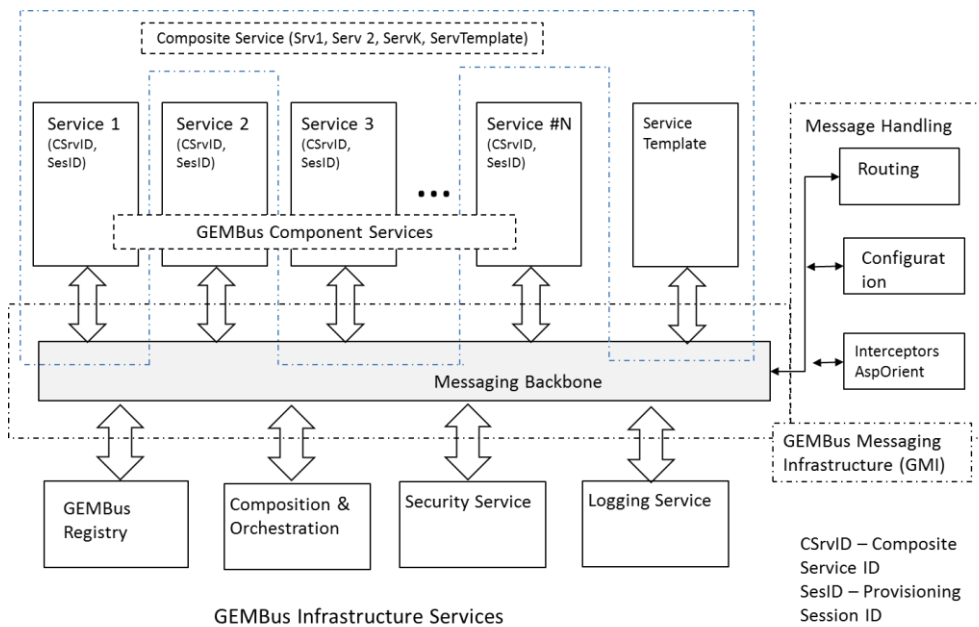 Composite Service (Srv1, Serv 2, ServK, ServTemplate)
Service 1
(CSrvID,
SesID)
Service 2
(CSrvID,
SesID)
Service 3
(CSrvID,
SesID)
...
Service #N
(CSrvID,
SesID)
Service
Template
Message Handling
Routing
Configurat
ion
Interceptors
AspOrient
GEMBus Component Services
Messaging Backbone
GEMBus Messaging
Infrastructure (GMI)
GEMBus
Registry
Composition &
Orchestration
Security Service
Logging Service
CSrvID – Composite
Service ID
SesID – Provisioning
Session ID
GEMBus Infrastructure Services